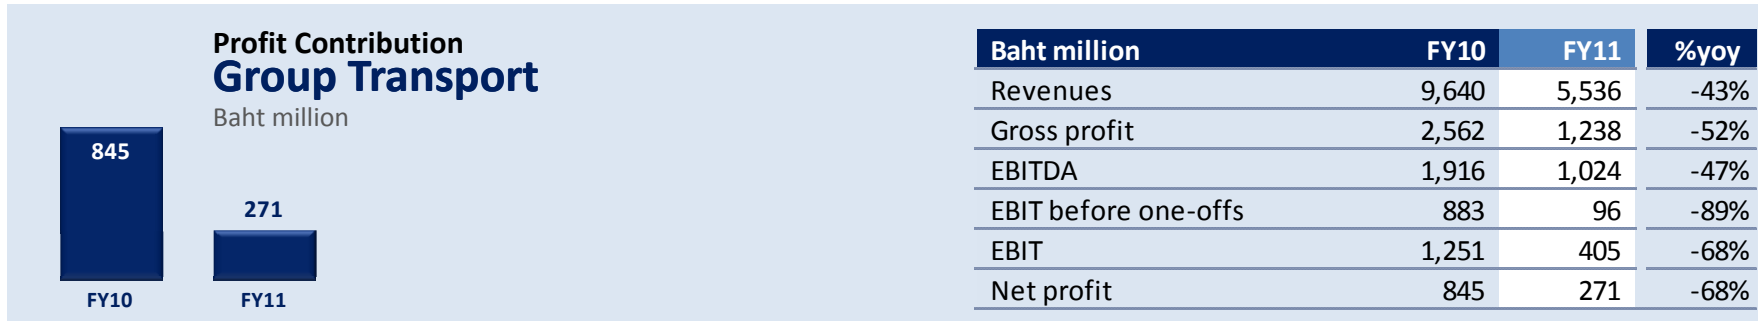 Profit Contribution
Group Transport
Baht million
845
271
FY10 FY11
Baht million FY10 FY11 %yoy
Revenues 9,640 5,536 -43%
Gross profit 2,562 1,238 -52%
EBITDA 1,916 1,024 -47%
EBIT before one-offs 883 96 -89%
EBIT 1,251 405 -68%
Net profit 845 271 -68%